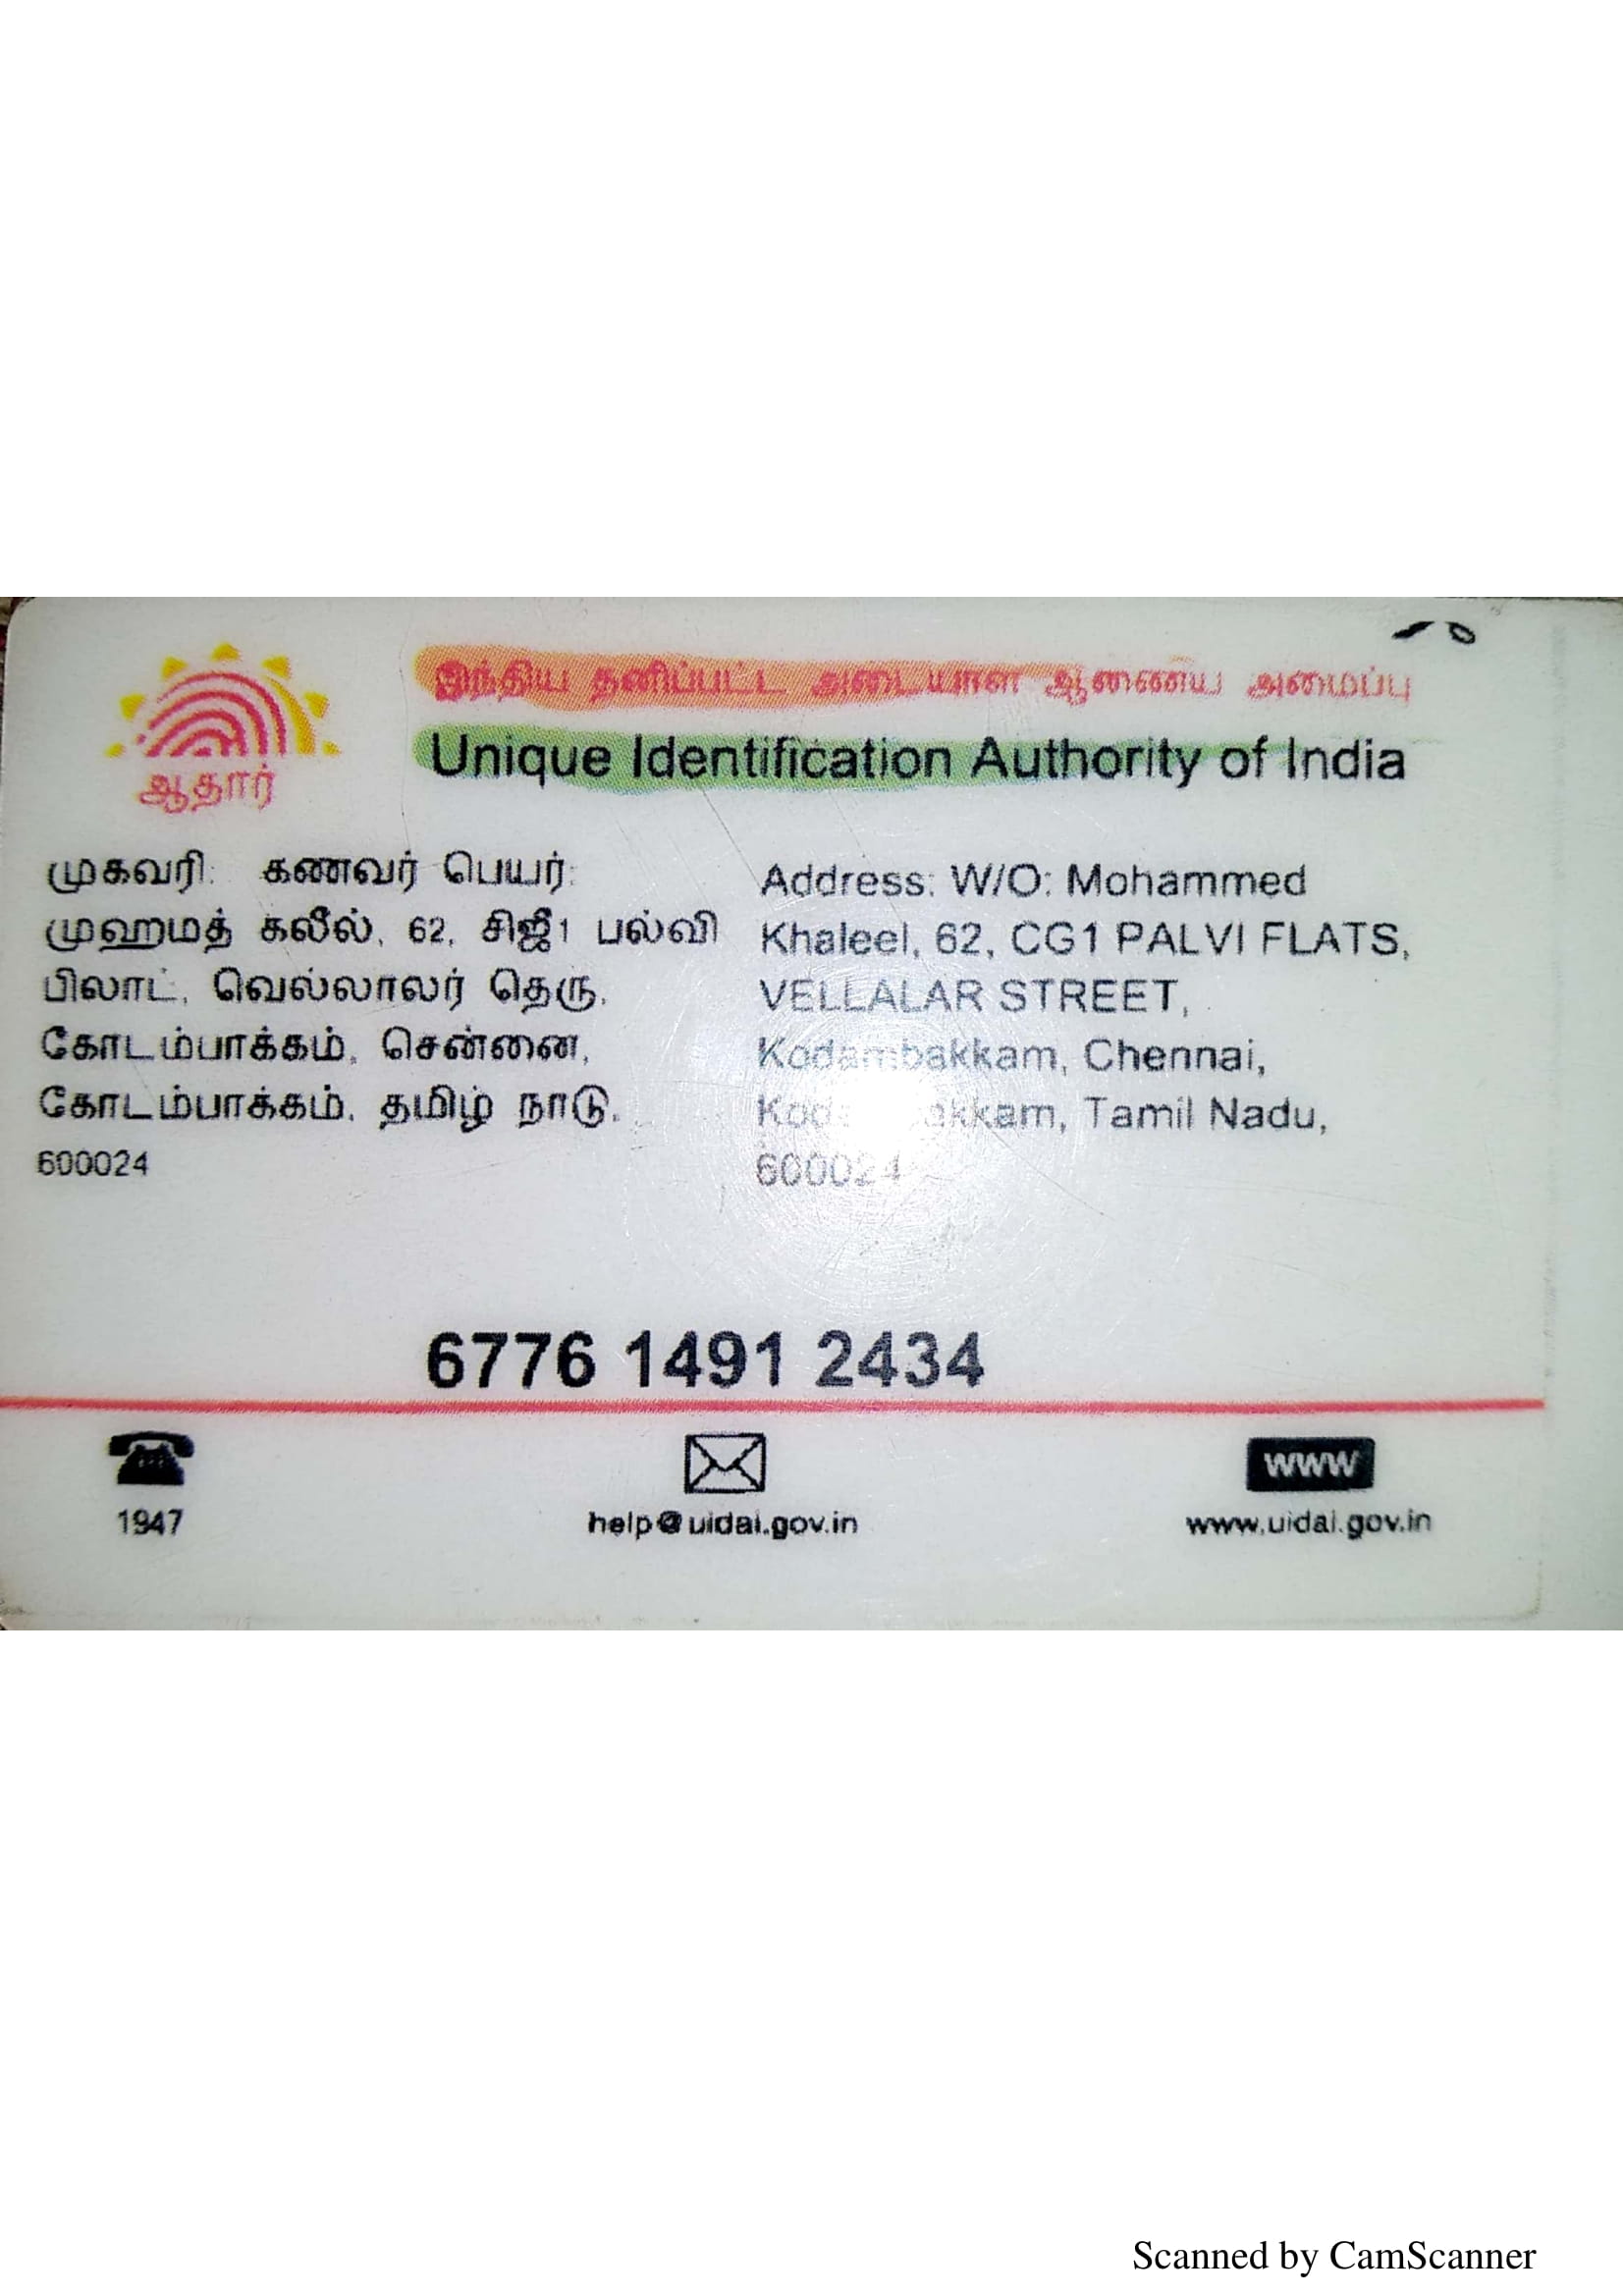 இந்திய தனிப்பட்ட அடையாள ஆணைய அமைப்பு
Unique Identification Authority of India
ஆதார்
முகவரி: கணவர் பெயர்:
முஹமத் கலீல், 62, சிஜீ1 பல்வி
பிலாட், வெல்லாலர் தெரு,
கோடம்பாக்கம், சென்னை,
கோடம்பாக்கம், தமிழ் நாடு,
600024
Address: W/O: Mohammed
Khaleel, 62, CG1 PALVI FLATS,
VELLALAR STREET,
Kodambakkam, Chennai,
Tamil Nadu,
600024
6776 1491 2434
WWW
1947
help@uidai.gov.in
www.uidai.gov.in
Scanned by CamScanner